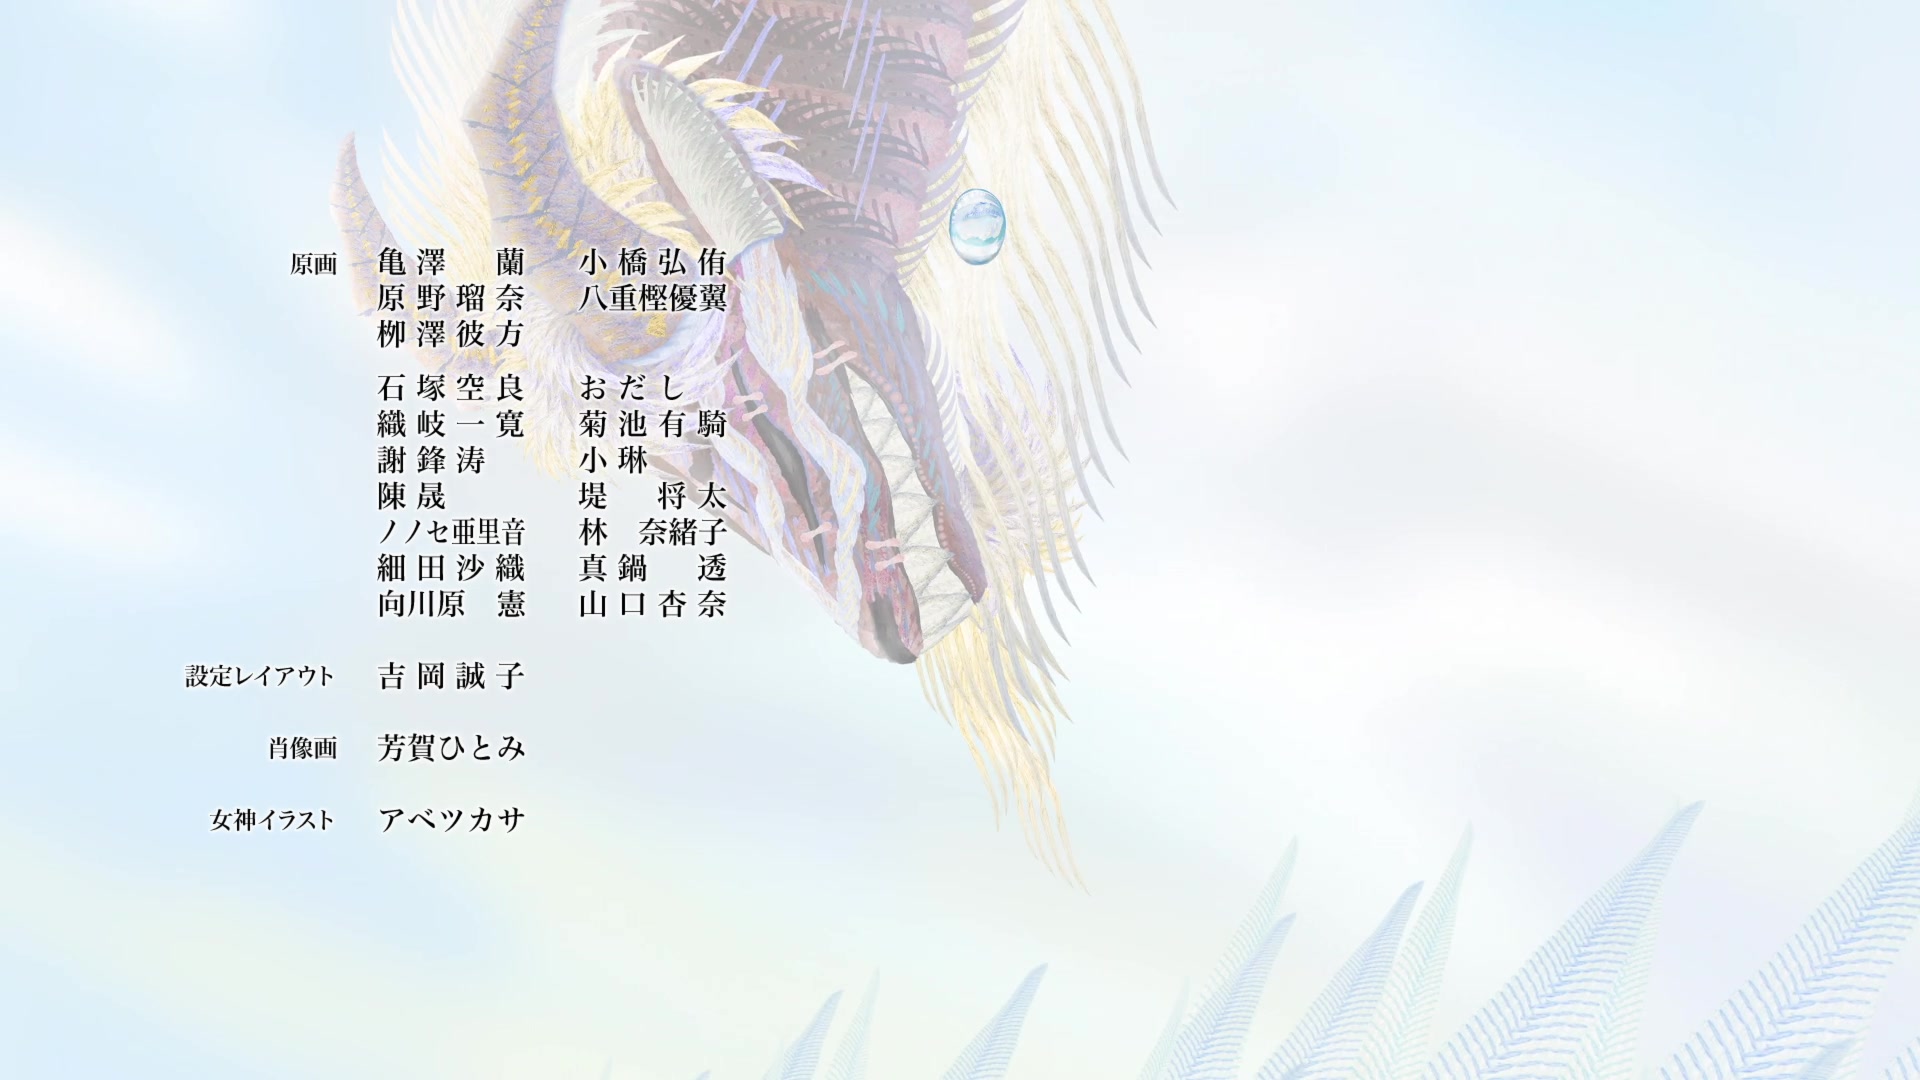 原画 亀澤 蘭 小橋弘侑
原野瑠奈 八重樫優翼
栁澤彼方
石塚空良 おだし
織岐一寛 菊池有騎
謝鋒涛 小琳
陳晟 堤 将太
ノノセ亜里音 林 奈緒子
細田沙織 真鍋 透
向川原 憲 山口杏奈
設定レイアウト 吉岡誠子
肖像画 芳賀ひとみ
女神イラスト アベツカサ